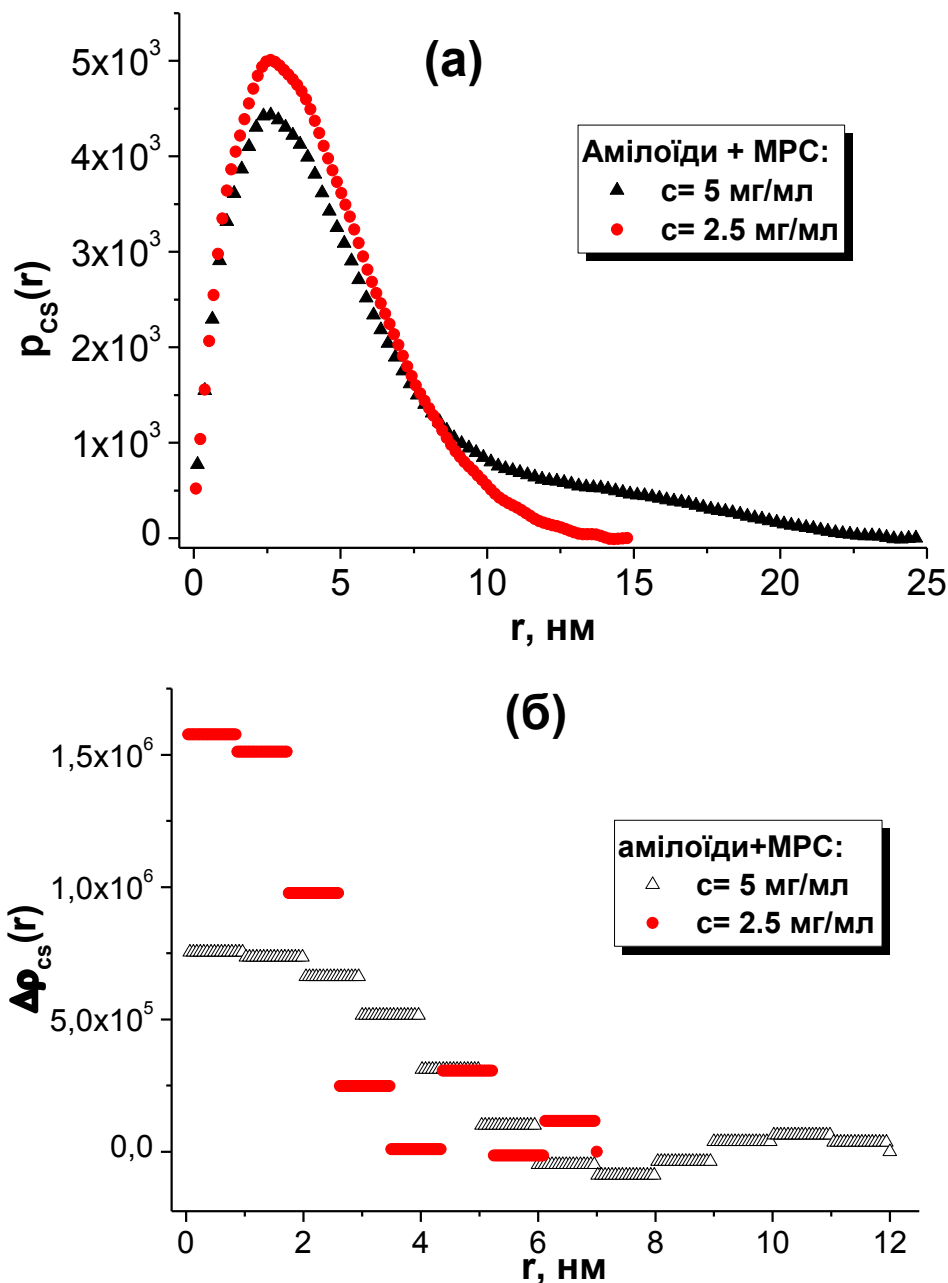 (а)
5x10³
4x10³
3x10³
2x10³
1x10³
0
p_CS(r)
Амілоїди + МРС:
c= 5 мг/мл
c= 2.5 мг/мл
0 5 10 15 20 25
r, нм
(б)
1,5x10⁶
1,0x10⁶
5,0x10⁵
0,0
Δρ_cs(r)
амілоїди+МРС:
c= 5 мг/мл
c= 2.5 мг/мл
0 2 4 6 8 10 12
r, нм